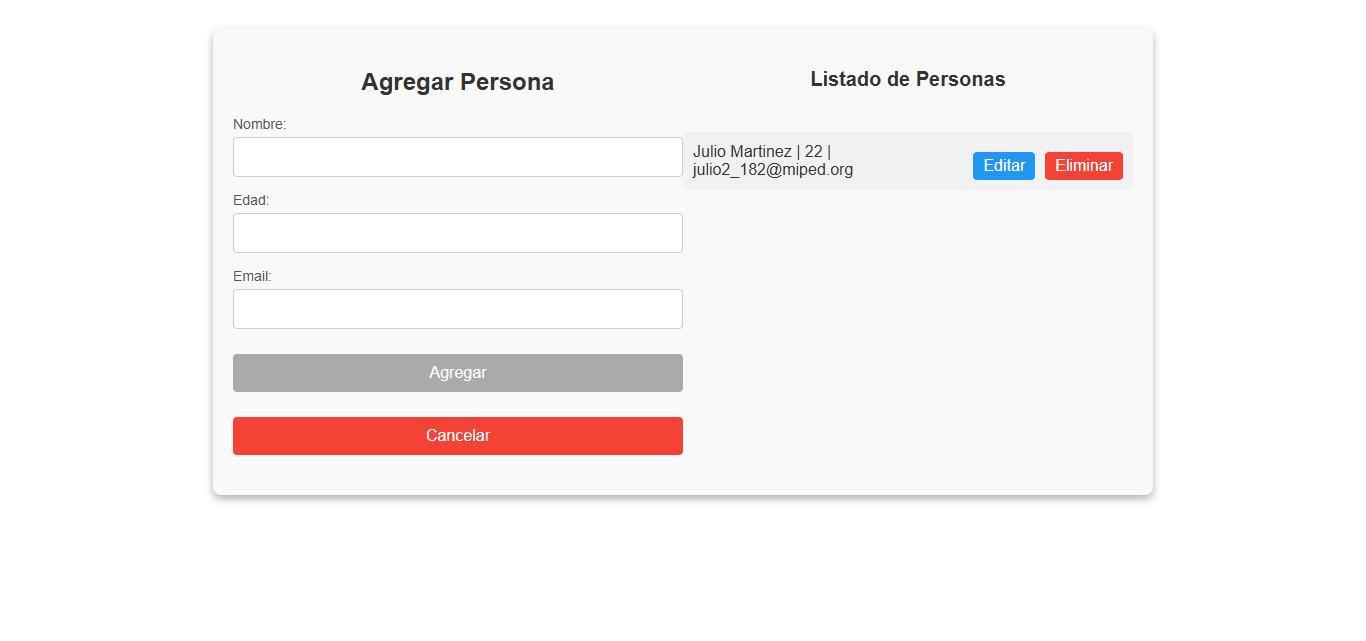 Agregar Persona
Nombre:
Edad:
Email:
Agregar
Cancelar
Listado de Personas
Julio Martinez | 22 |
julio2_182@miped.org
Editar
Eliminar